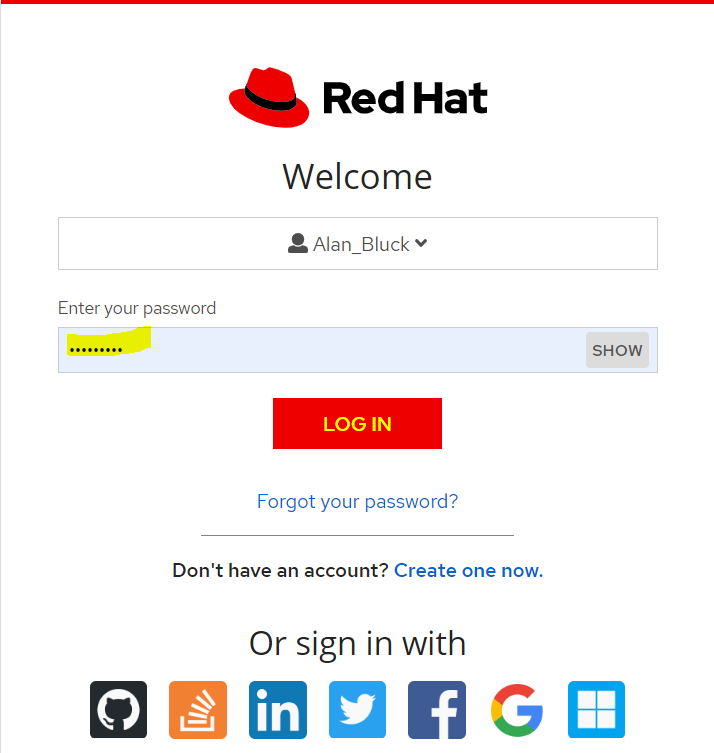 Red Hat
Welcome
Alan_Bluck
Enter your password
•••••••••
SHOW
LOG IN
Forgot your password?
Don't have an account? Create one now.
Or sign in with
in